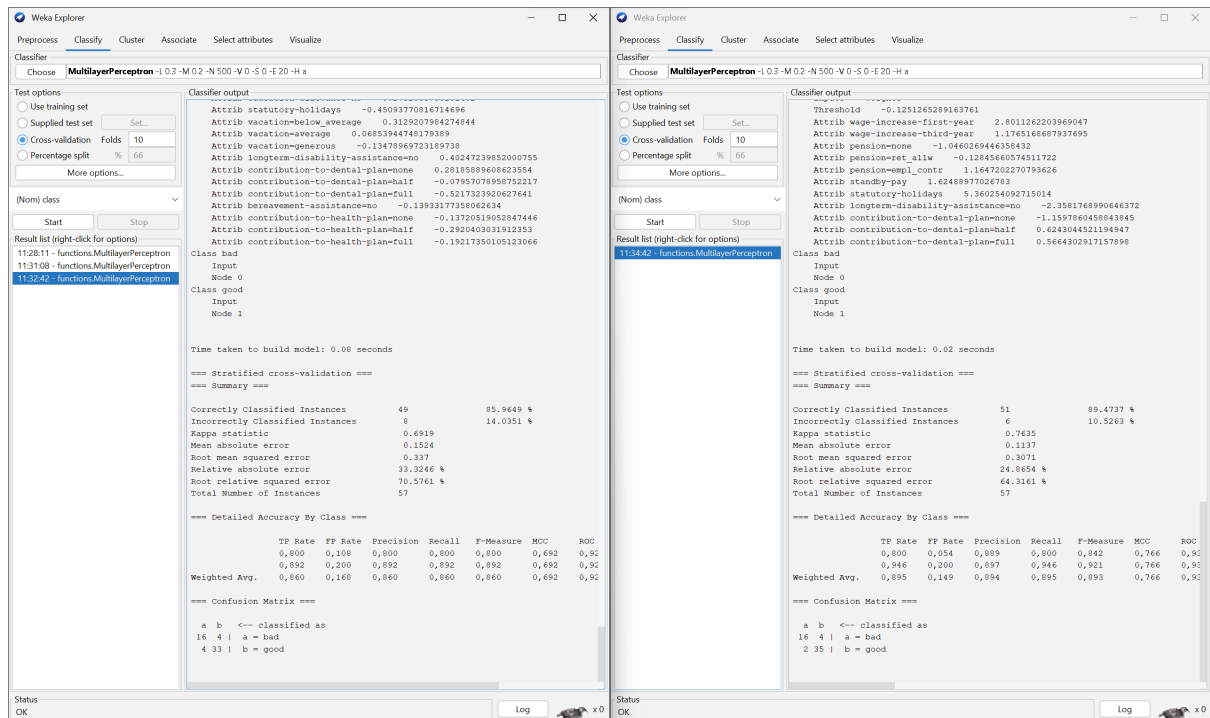 Weka Explorer
Preprocess Classify Cluster Associate Select attributes Visualize
Classifier
Choose MultilayerPerceptron -L 0.3 -M 0.2 -N 500 -V 0 -S 0 -E 20 -H a
Test options
Use training set
Supplied test set Set...
Cross-validation Folds 10
Percentage split % 66
More options...
(Nom) class
Start Stop
Result list (right-click for options)
11:28:11 - functions.MultilayerPerceptron
11:31:08 - functions.MultilayerPerceptron
11:32:42 - functions.MultilayerPerceptron
Classifier output
Attrib statutory-holidays -0.45093770816714696
Attrib vacation=below_average 0.3129207984274844
Attrib vacation=average 0.06853944748179389
Attrib vacation=generous -0.13478969723189738
Attrib longterm-disability-assistance=no 0.40247239852000755
Attrib contribution-to-dental-plan=none 0.28185889608623554
Attrib contribution-to-dental-plan=half -0.07957078958752217
Attrib contribution-to-dental-plan=full -0.5217323920627641
Attrib bereavement-assistance=no -0.13933177358062634
Attrib contribution-to-health-plan=none -0.13720519052847446
Attrib contribution-to-health-plan=half -0.2920403031912353
Attrib contribution-to-health-plan=full -0.19217350105123066
Class bad
Input
Node 0
Class good
Input
Node 1
Time taken to build model: 0.08 seconds
=== Stratified cross-validation ===
=== Summary ===
Correctly Classified Instances 49 85.9649 %
Incorrectly Classified Instances 8 14.0351 %
Kappa statistic 0.6919
Mean absolute error 0.1524
Root mean squared error 0.337
Relative absolute error 33.3246 %
Root relative squared error 70.5761 %
Total Number of Instances 57
=== Detailed Accuracy By Class ===
TP Rate FP Rate Precision Recall F-Measure MCC ROC
0,800 0,108 0,800 0,800 0,800 0,692 0,92
0,892 0,200 0,892 0,892 0,892 0,692 0,92
Weighted Avg. 0,860 0,168 0,860 0,860 0,860 0,692 0,92
=== Confusion Matrix ===
a b <-- classified as
16 4 | a = bad
4 33 | b = good
Status
OK
Log
x 0
Weka Explorer
Preprocess Classify Cluster Associate Select attributes Visualize
Classifier
Choose MultilayerPerceptron -L 0.3 -M 0.2 -N 500 -V 0 -S 0 -E 20 -H a
Test options
Use training set
Supplied test set Set...
Cross-validation Folds 10
Percentage split % 66
More options...
(Nom) class
Start Stop
Result list (right-click for options)
11:34:42 - functions.MultilayerPerceptron
Classifier output
Threshold -0.1251265289163761
Attrib wage-increase-first-year 2.8011262203969047
Attrib wage-increase-third-year 1.1765168687937695
Attrib pension=none -1.0460269446358432
Attrib pension=ret_allw -0.12845660574511722
Attrib pension=empl_contr 1.1647202270793626
Attrib standby-pay 1.62488977026783
Attrib statutory-holidays 5.360254092715014
Attrib longterm-disability-assistance=no -2.3581768990646372
Attrib contribution-to-dental-plan=none -1.1597860458843845
Attrib contribution-to-dental-plan=half 0.6243044521194947
Attrib contribution-to-dental-plan=full 0.5664302917157898
Class bad
Input
Node 0
Class good
Input
Node 1
Time taken to build model: 0.02 seconds
=== Stratified cross-validation ===
=== Summary ===
Correctly Classified Instances 51 89.4737 %
Incorrectly Classified Instances 6 10.5263 %
Kappa statistic 0.7635
Mean absolute error 0.1137
Root mean squared error 0.3071
Relative absolute error 24.8654 %
Root relative squared error 64.3161 %
Total Number of Instances 57
=== Detailed Accuracy By Class ===
TP Rate FP Rate Precision Recall F-Measure MCC ROC
0,800 0,054 0,889 0,800 0,842 0,766 0,93
0,946 0,200 0,897 0,946 0,921 0,766 0,93
Weighted Avg. 0,895 0,149 0,894 0,895 0,893 0,766 0,93
=== Confusion Matrix ===
a b <-- classified as
16 4 | a = bad
2 35 | b = good
Status
OK
Log
x 0